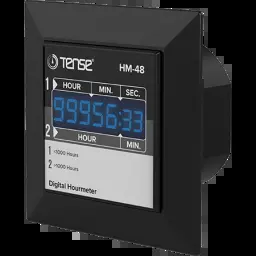 TENSE® HM-48
1 HOUR MIN. SEC.
99956:33
2 HOUR MIN.
1 <1000 Hours
2 >1000 Hours
Digital Hourmeter